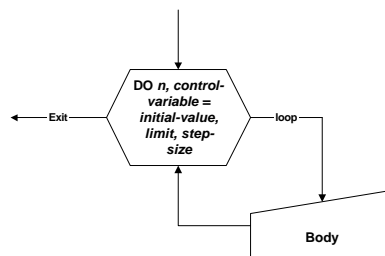 DO n, control-
variable =
initial-value,
limit, step-
size
Exit
loop
Body